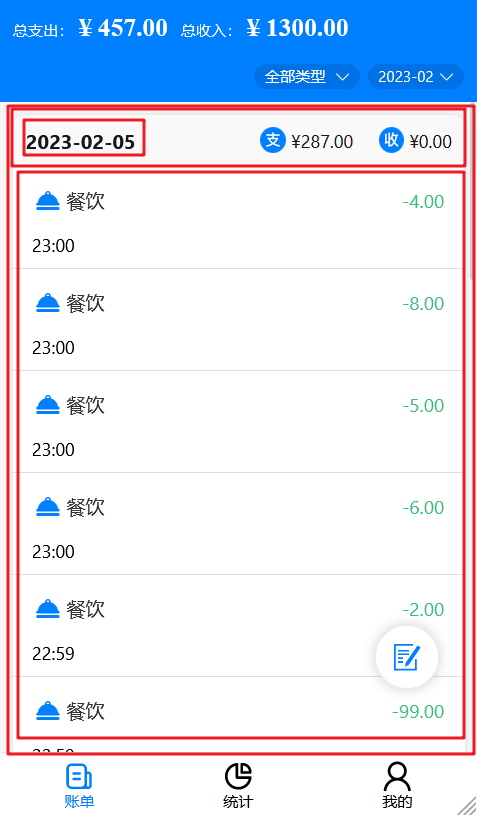 总支出： ¥ 457.00 总收入： ¥ 1300.00
全部类型 2023-02
2023-02-05 支 ¥287.00 收 ¥0.00
餐饮 -4.00
23:00
餐饮 -8.00
23:00
餐饮 -5.00
23:00
餐饮 -6.00
23:00
餐饮 -2.00
22:59
餐饮 -99.00
账单 统计 我的